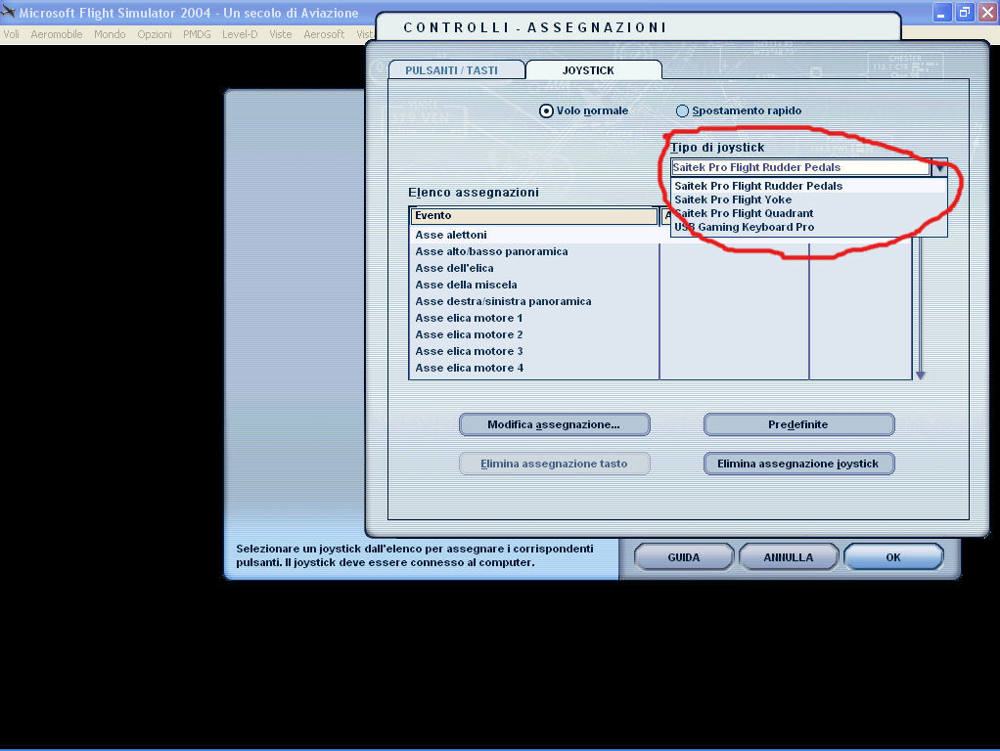 Microsoft Flight Simulator 2004 - Un secolo di Aviazione
Voli Aeromobile Mondo Opzioni PMDG Level-D Viste Aerosoft Vist
CONTROLLI - ASSEGNAZIONI
PULSANTI / TASTI JOYSTICK
Volo normale Spostamento rapido
Tipo di joystick
Saitek Pro Flight Rudder Pedals
Saitek Pro Flight Rudder Pedals
Saitek Pro Flight Yoke
Saitek Pro Flight Quadrant
USB Gaming Keyboard Pro
Elenco assegnazioni
Evento A
Asse alettoni
Asse alto/basso panoramica
Asse dell'elica
Asse della miscela
Asse destra/sinistra panoramica
Asse elica motore 1
Asse elica motore 2
Asse elica motore 3
Asse elica motore 4
Modifica assegnazione... Predefinite
Elimina assegnazione tasto Elimina assegnazione joystick
Selezionare un joystick dall'elenco per assegnare i corrispondenti
pulsanti. Il joystick deve essere connesso al computer.
GUIDA ANNULLA OK